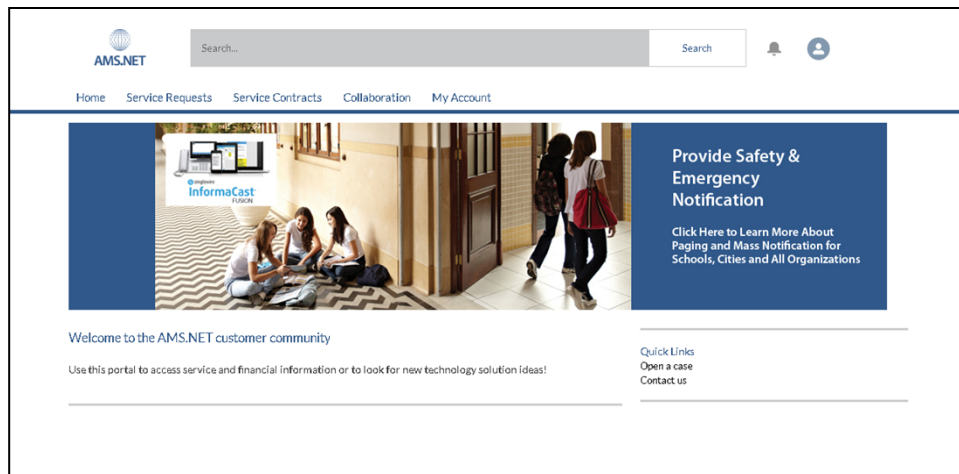 AMS.NET
Search...
Search
Home Service Requests Service Contracts Collaboration My Account
singlewire
InformaCast
FUSION
Provide Safety &
Emergency
Notification
Click Here to Learn More About
Paging and Mass Notification for
Schools, Cities and All Organizations
Welcome to the AMS.NET customer community
Use this portal to access service and financial information or to look for new technology solution ideas!
Quick Links
Open a case
Contact us